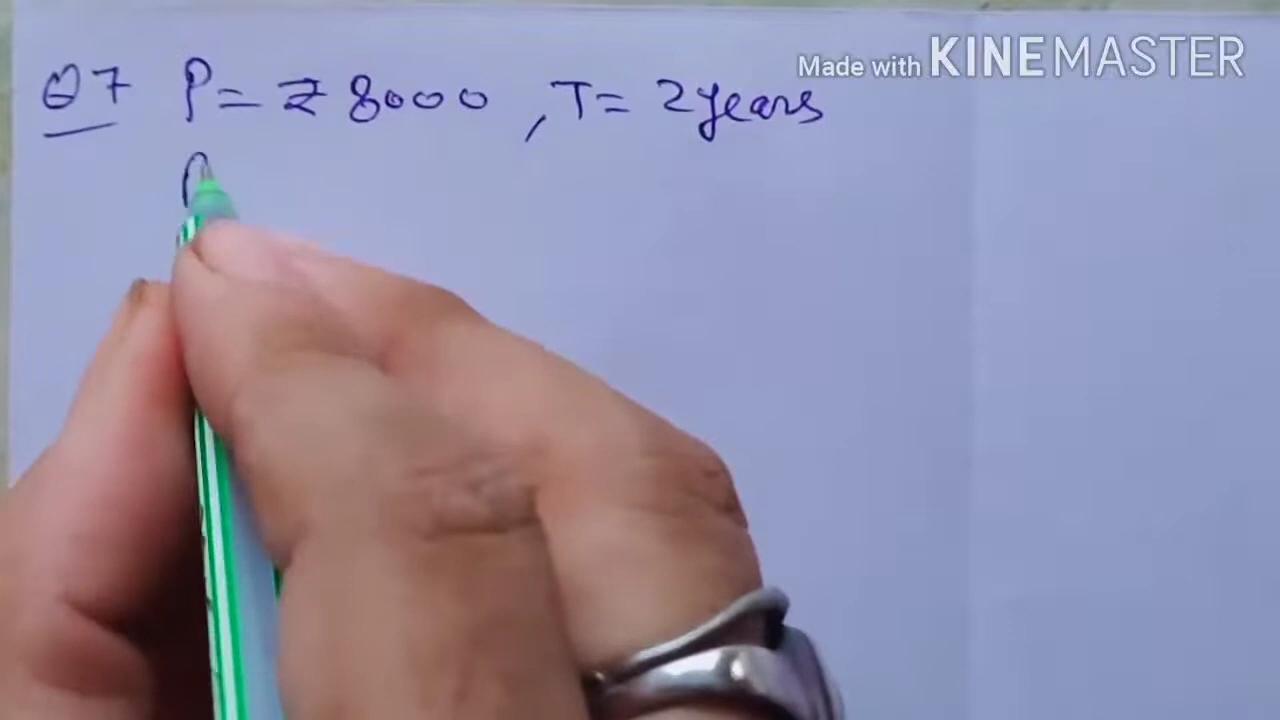 Made with KINEMASTER
Q7 P = ₹ 8000 , T = 2 years